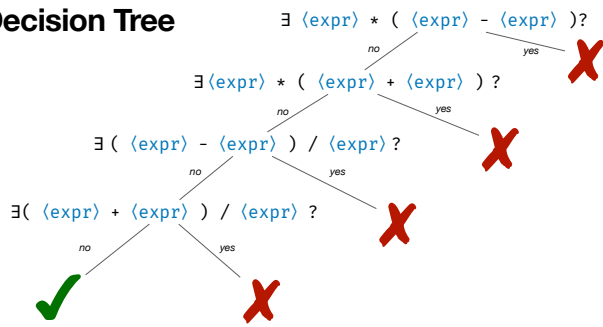 ecision Tree
∃ ⟨expr⟩ * ( ⟨expr⟩ - ⟨expr⟩ )?
no
yes
∃⟨expr⟩ * ( ⟨expr⟩ + ⟨expr⟩ ) ?
no
yes
∃ ( ⟨expr⟩ - ⟨expr⟩ ) / ⟨expr⟩ ?
no
yes
∃( ⟨expr⟩ + ⟨expr⟩ ) / ⟨expr⟩ ?
no
yes